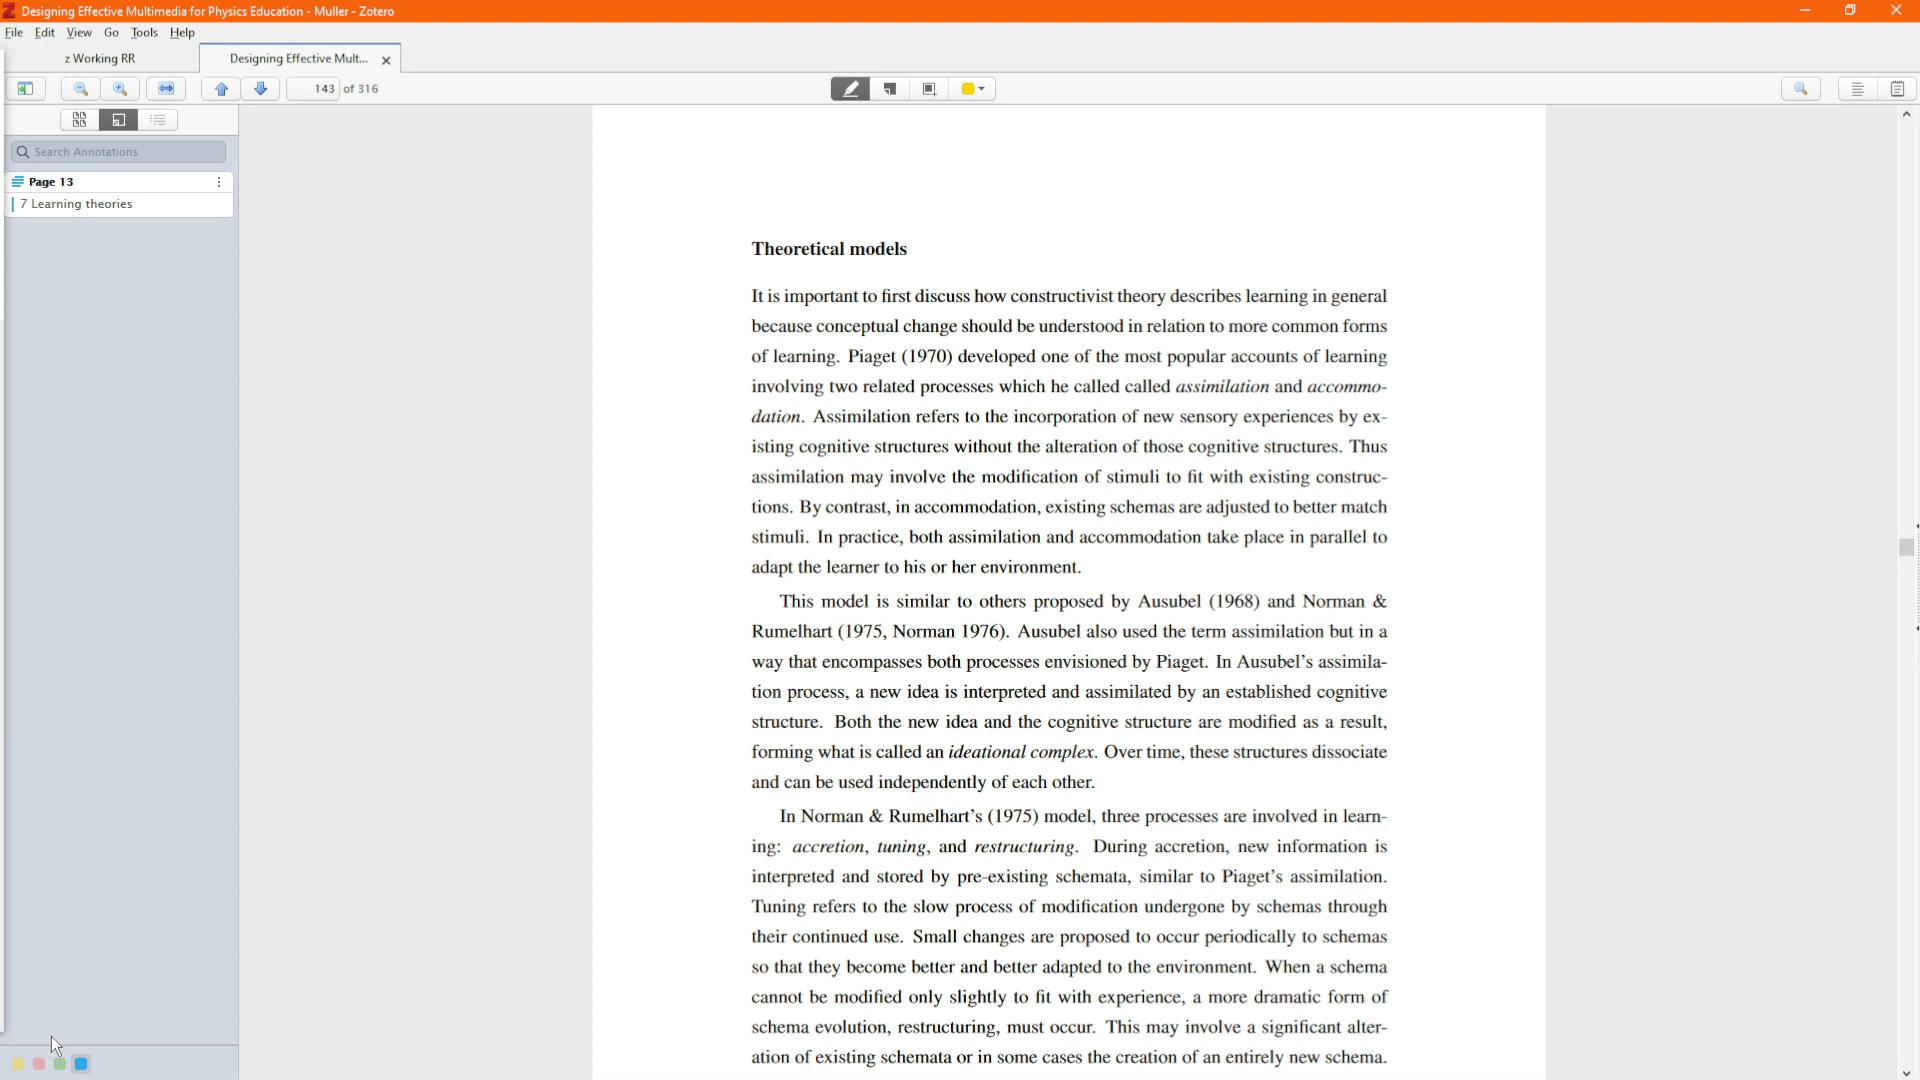 Designing Effective Multimedia for Physics Education - Muller - Zotero
File Edit View Go Tools Help
z Working RR
Designing Effective Mult...
143 of 316
Search Annotations
Page 13
7 Learning theories
Theoretical models
It is important to first discuss how constructivist theory describes learning in general
because conceptual change should be understood in relation to more common forms
of learning. Piaget (1970) developed one of the most popular accounts of learning
involving two related processes which he called called assimilation and accommo-
dation. Assimilation refers to the incorporation of new sensory experiences by ex-
isting cognitive structures without the alteration of those cognitive structures. Thus
assimilation may involve the modification of stimuli to fit with existing construc-
tions. By contrast, in accommodation, existing schemas are adjusted to better match
stimuli. In practice, both assimilation and accommodation take place in parallel to
adapt the learner to his or her environment.
This model is similar to others proposed by Ausubel (1968) and Norman &
Rumelhart (1975, Norman 1976). Ausubel also used the term assimilation but in a
way that encompasses both processes envisioned by Piaget. In Ausubel's assimila-
tion process, a new idea is interpreted and assimilated by an established cognitive
structure. Both the new idea and the cognitive structure are modified as a result,
forming what is called an ideational complex. Over time, these structures dissociate
and can be used independently of each other.
In Norman & Rumelhart's (1975) model, three processes are involved in learn-
ing: accretion, tuning, and restructuring. During accretion, new information is
interpreted and stored by pre-existing schemata, similar to Piaget's assimilation.
Tuning refers to the slow process of modification undergone by schemas through
their continued use. Small changes are proposed to occur periodically to schemas
so that they become better and better adapted to the environment. When a schema
cannot be modified only slightly to fit with experience, a more dramatic form of
schema evolution, restructuring, must occur. This may involve a significant alter-
ation of existing schemata or in some cases the creation of an entirely new schema.